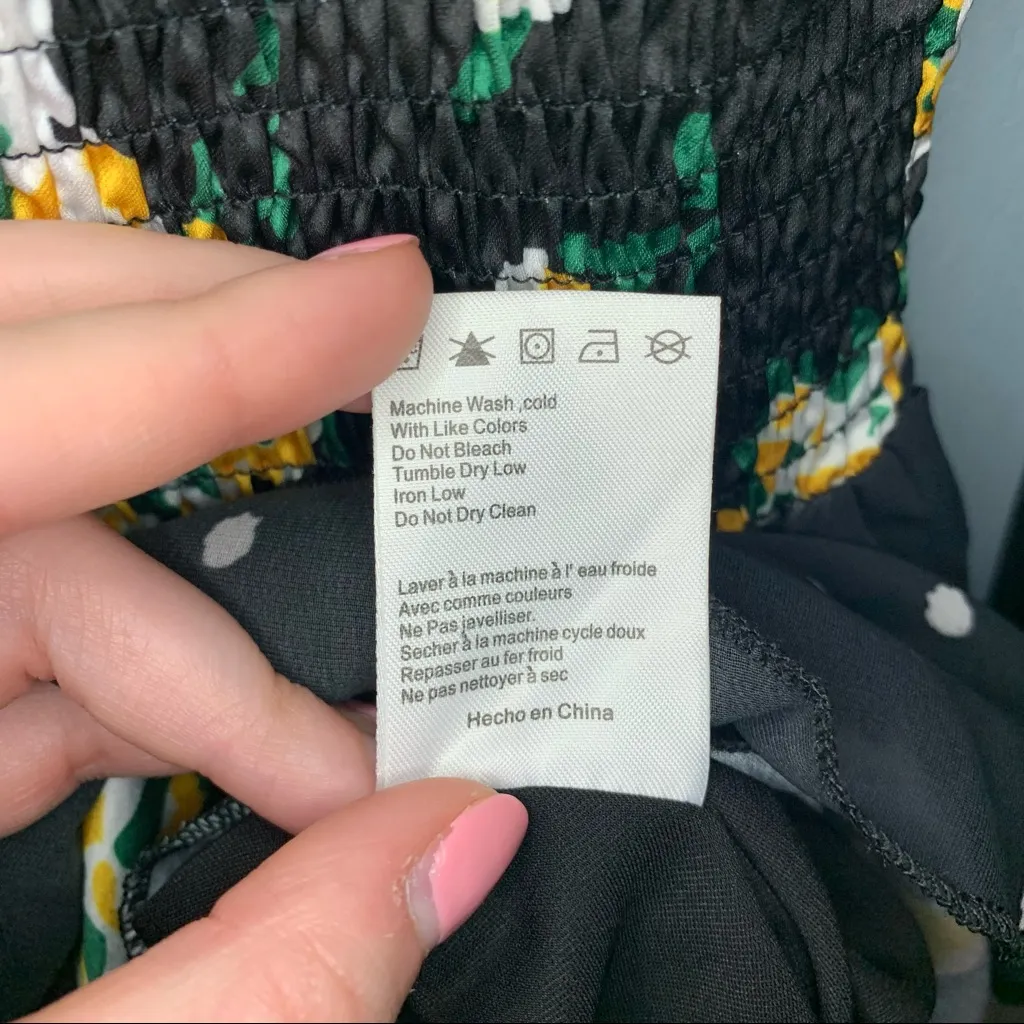 Machine Wash ,cold
With Like Colors
Do Not Bleach
Tumble Dry Low
Iron Low
Do Not Dry Clean
Laver à la machine à l' eau froide
Avec comme couleurs
Ne Pas javelliser.
Secher à la machine cycle doux
Repasser au fer froid
Ne pas nettoyer à sec
Hecho en China